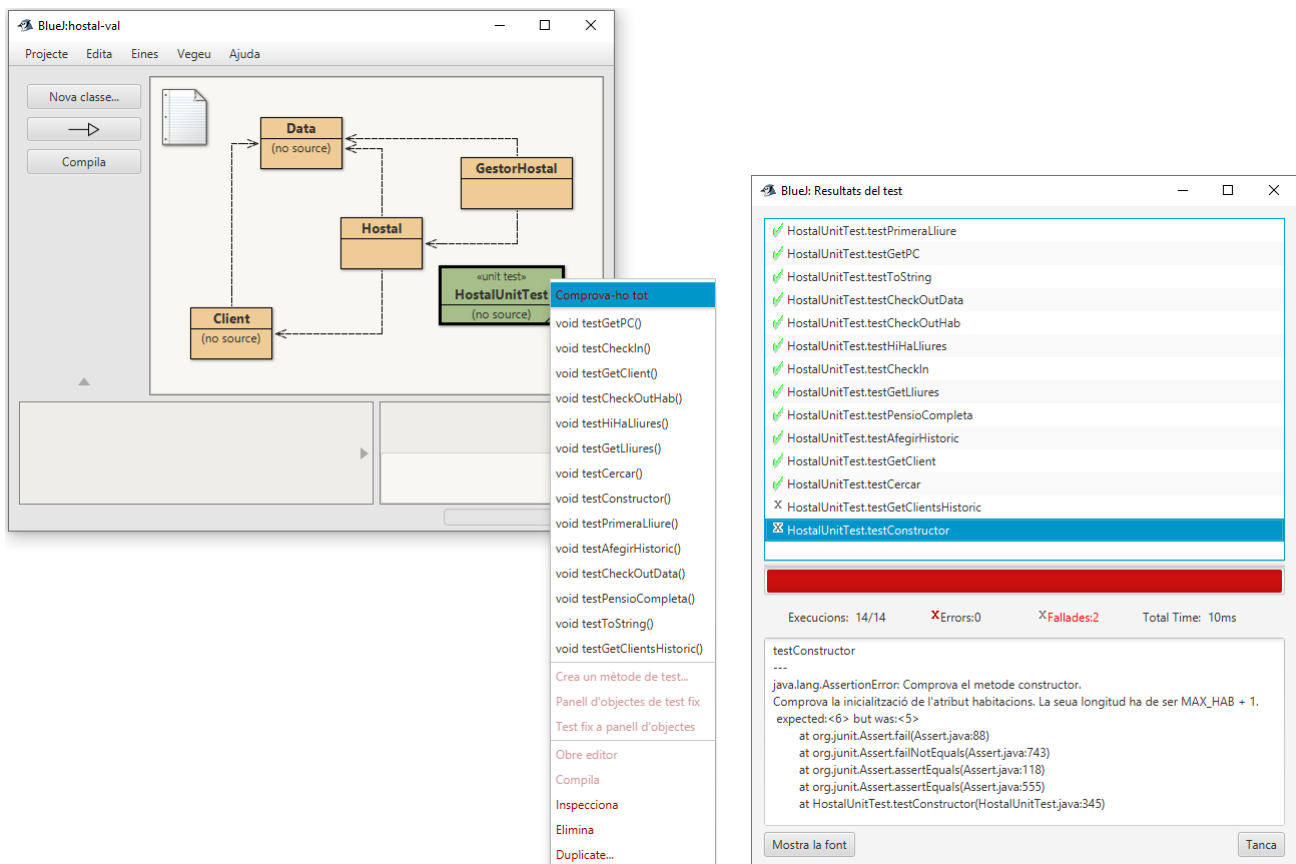 BlueJ:hostal-val
Projecte Edita Eines Vegeu Ajuda
Nova classe...
Compila
Data
(no source)
GestorHostal
Hostal
«unit test»
HostalUnitTest
(no source)
Client
(no source)
Comprova-ho tot
void testGetPC()
void testCheckIn()
void testGetClient()
void testCheckOutHab()
void testHiHaLliures()
void testGetLliures()
void testCercar()
void testConstructor()
void testPrimeraLliure()
void testAfegirHistoric()
void testCheckOutData()
void testPensioCompleta()
void testToString()
void testGetClientsHistoric()
Crea un mètode de test...
Panell d'objectes de test fix
Test fix a panell d'objectes
Obre editor
Compila
Inspecciona
Elimina
Duplicate...
BlueJ: Resultats del test
HostalUnitTest.testPrimeraLliure
HostalUnitTest.testGetPC
HostalUnitTest.testToString
HostalUnitTest.testCheckOutData
HostalUnitTest.testCheckOutHab
HostalUnitTest.testHiHaLliures
HostalUnitTest.testCheckIn
HostalUnitTest.testGetLliures
HostalUnitTest.testPensioCompleta
HostalUnitTest.testAfegirHistoric
HostalUnitTest.testGetClient
HostalUnitTest.testCercar
X HostalUnitTest.testGetClientsHistoric
X HostalUnitTest.testConstructor
Execucions: 14/14 X Errors:0 X Fallades:2 Total Time: 10ms
testConstructor
---
java.lang.AssertionError: Comprova el metode constructor.
Comprova la inicialització de l'atribut habitacions. La seua longitud ha de ser MAX_HAB + 1.
expected:<6> but was:<5>
at org.junit.Assert.fail(Assert.java:88)
at org.junit.Assert.failNotEquals(Assert.java:743)
at org.junit.Assert.assertEquals(Assert.java:118)
at org.junit.Assert.assertEquals(Assert.java:555)
at HostalUnitTest.testConstructor(HostalUnitTest.java:345)
Mostra la font
Tanca